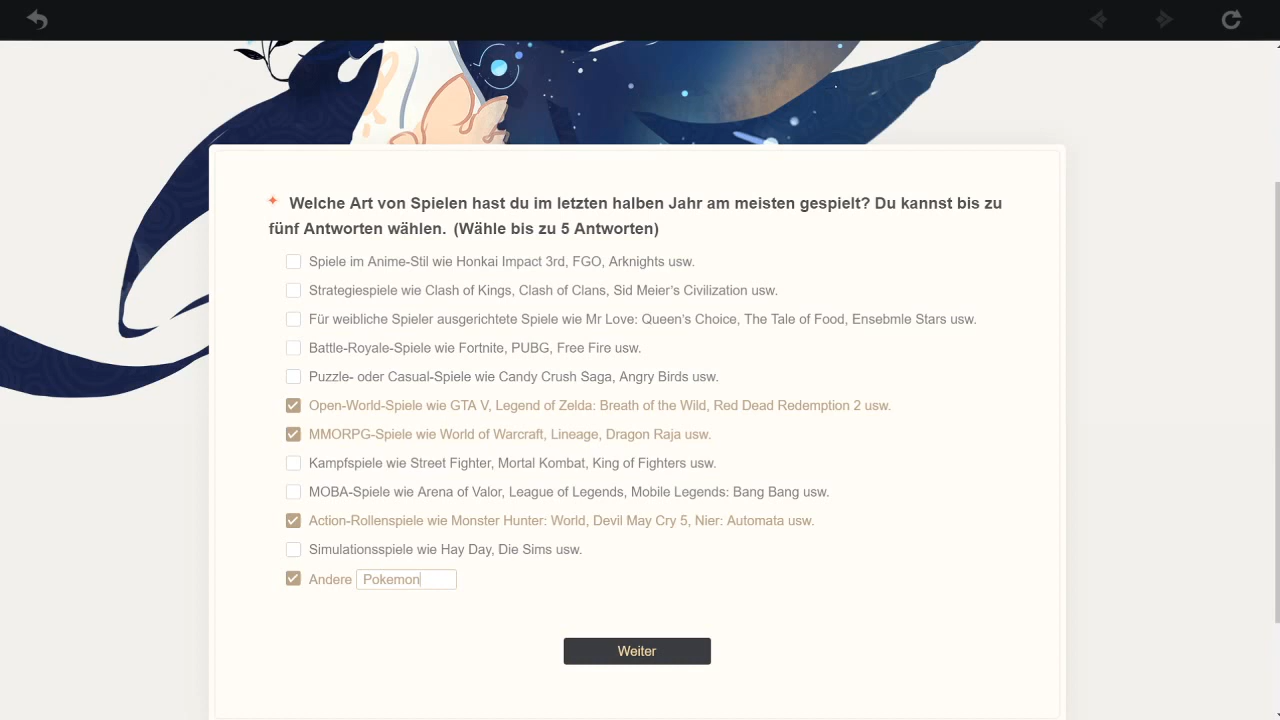 Welche Art von Spielen hast du im letzten halben Jahr am meisten gespielt? Du kannst bis zu
fünf Antworten wählen. (Wähle bis zu 5 Antworten)
Spiele im Anime-Stil wie Honkai Impact 3rd, FGO, Arknights usw.
Strategiespiele wie Clash of Kings, Clash of Clans, Sid Meier's Civilization usw.
Für weibliche Spieler ausgerichtete Spiele wie Mr Love: Queen's Choice, The Tale of Food, Ensebmle Stars usw.
Battle-Royale-Spiele wie Fortnite, PUBG, Free Fire usw.
Puzzle- oder Casual-Spiele wie Candy Crush Saga, Angry Birds usw.
Open-World-Spiele wie GTA V, Legend of Zelda: Breath of the Wild, Red Dead Redemption 2 usw.
MMORPG-Spiele wie World of Warcraft, Lineage, Dragon Raja usw.
Kampfspiele wie Street Fighter, Mortal Kombat, King of Fighters usw.
MOBA-Spiele wie Arena of Valor, League of Legends, Mobile Legends: Bang Bang usw.
Action-Rollenspiele wie Monster Hunter: World, Devil May Cry 5, Nier: Automata usw.
Simulationsspiele wie Hay Day, Die Sims usw.
Andere Pokemon
Weiter